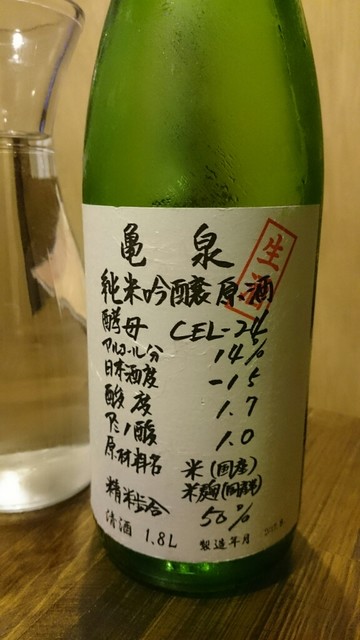 亀泉
生酒
純米吟醸原酒
酵母 CEL-24
アルコール分 14%
日本酒度 -15
酸度 1.7
アミノ酸 1.0
原材料名 米(国産)
米麹(国産米)
精米歩合 50%
清酒 1.8L 製造年月